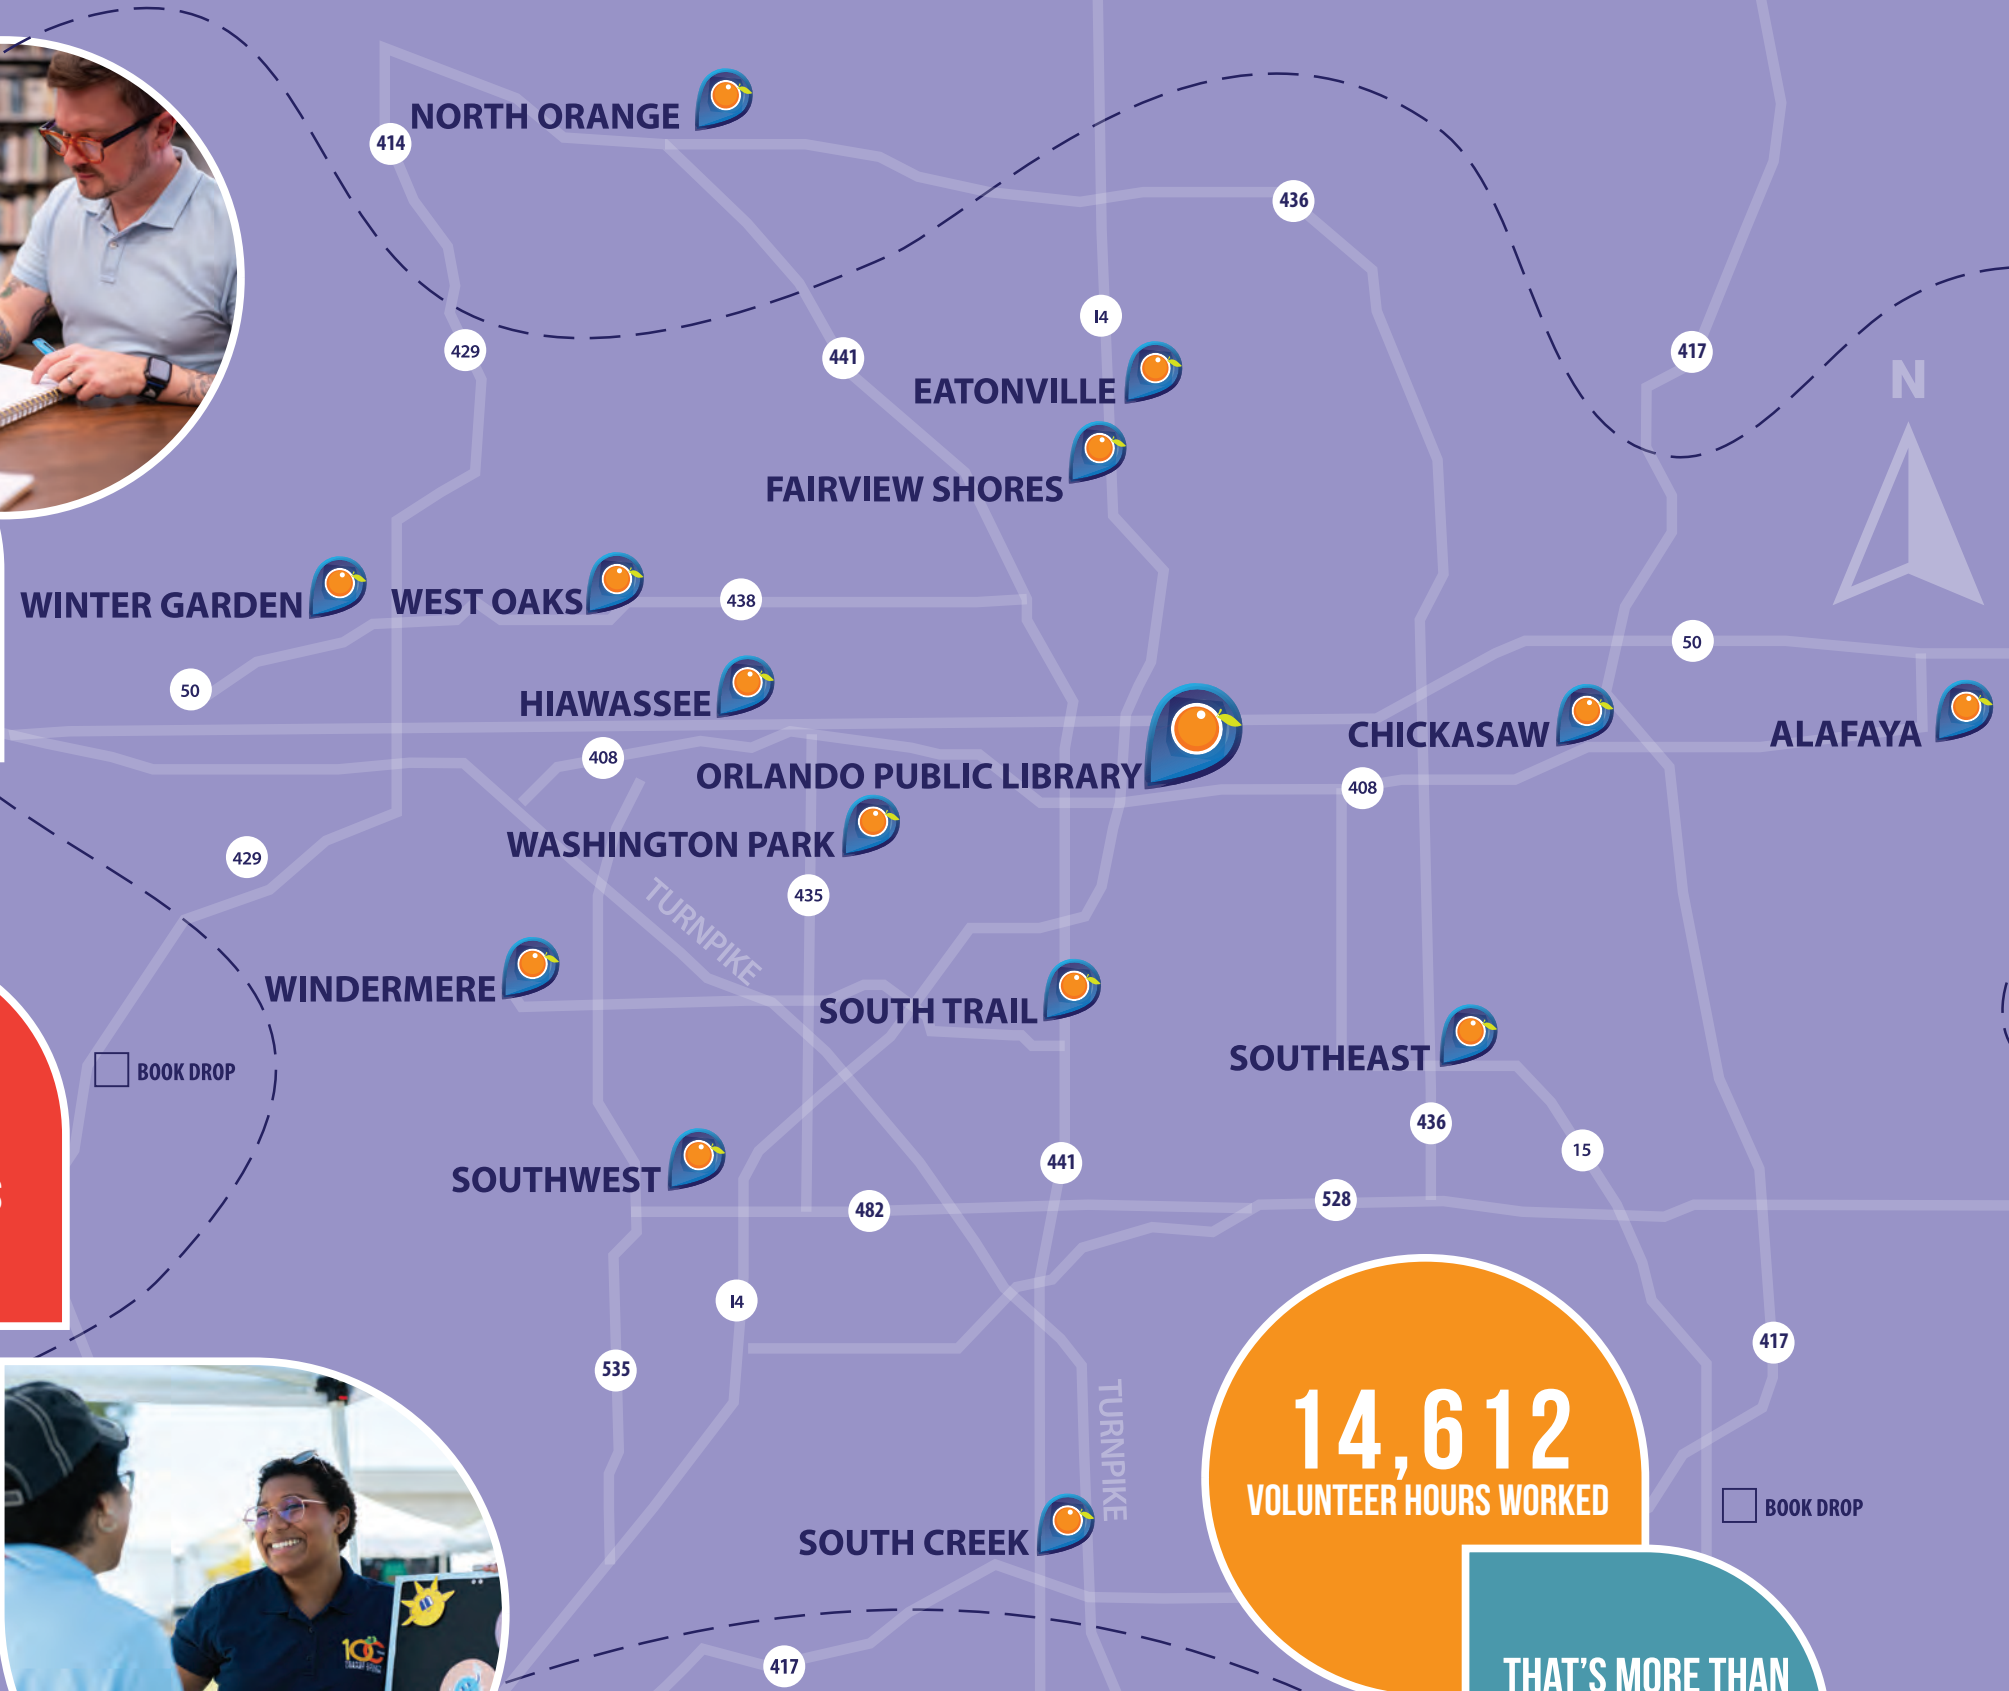 NORTH ORANGE
414
436
I4
429
441
417
N
EATONVILLE
FAIRVIEW SHORES
WINTER GARDEN
WEST OAKS
438
50
50
HIAWASSEE
CHICKASAW
ALAFAYA
408
ORLANDO PUBLIC LIBRARY
408
WASHINGTON PARK
429
435
TURNPIKE
WINDERMERE
SOUTH TRAIL
SOUTHEAST
BOOK DROP
436
15
441
SOUTHWEST
S
482
528
I4
417
535
TURNPIKE
14,612
VOLUNTEER HOURS WORKED
BOOK DROP
SOUTH CREEK
100
417
THAT'S MORE THAN